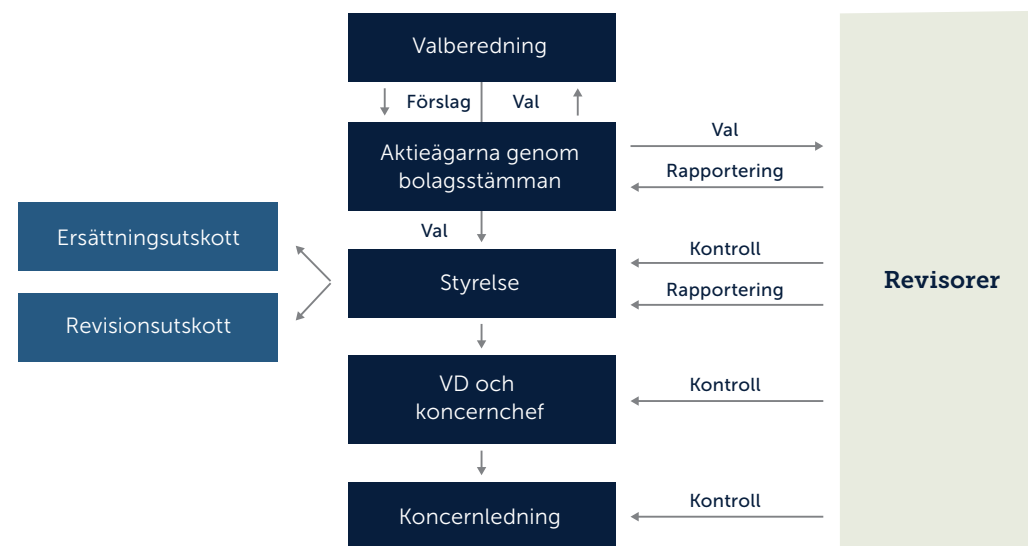 Valberedning
Förslag
Val
Aktieägarna genom
bolagsstämman
Val
Rapportering
Val
Ersättningsutskott
Revisionsutskott
Styrelse
Kontroll
Rapportering
Revisorer
VD och
koncernchef
Kontroll
Koncernledning
Kontroll